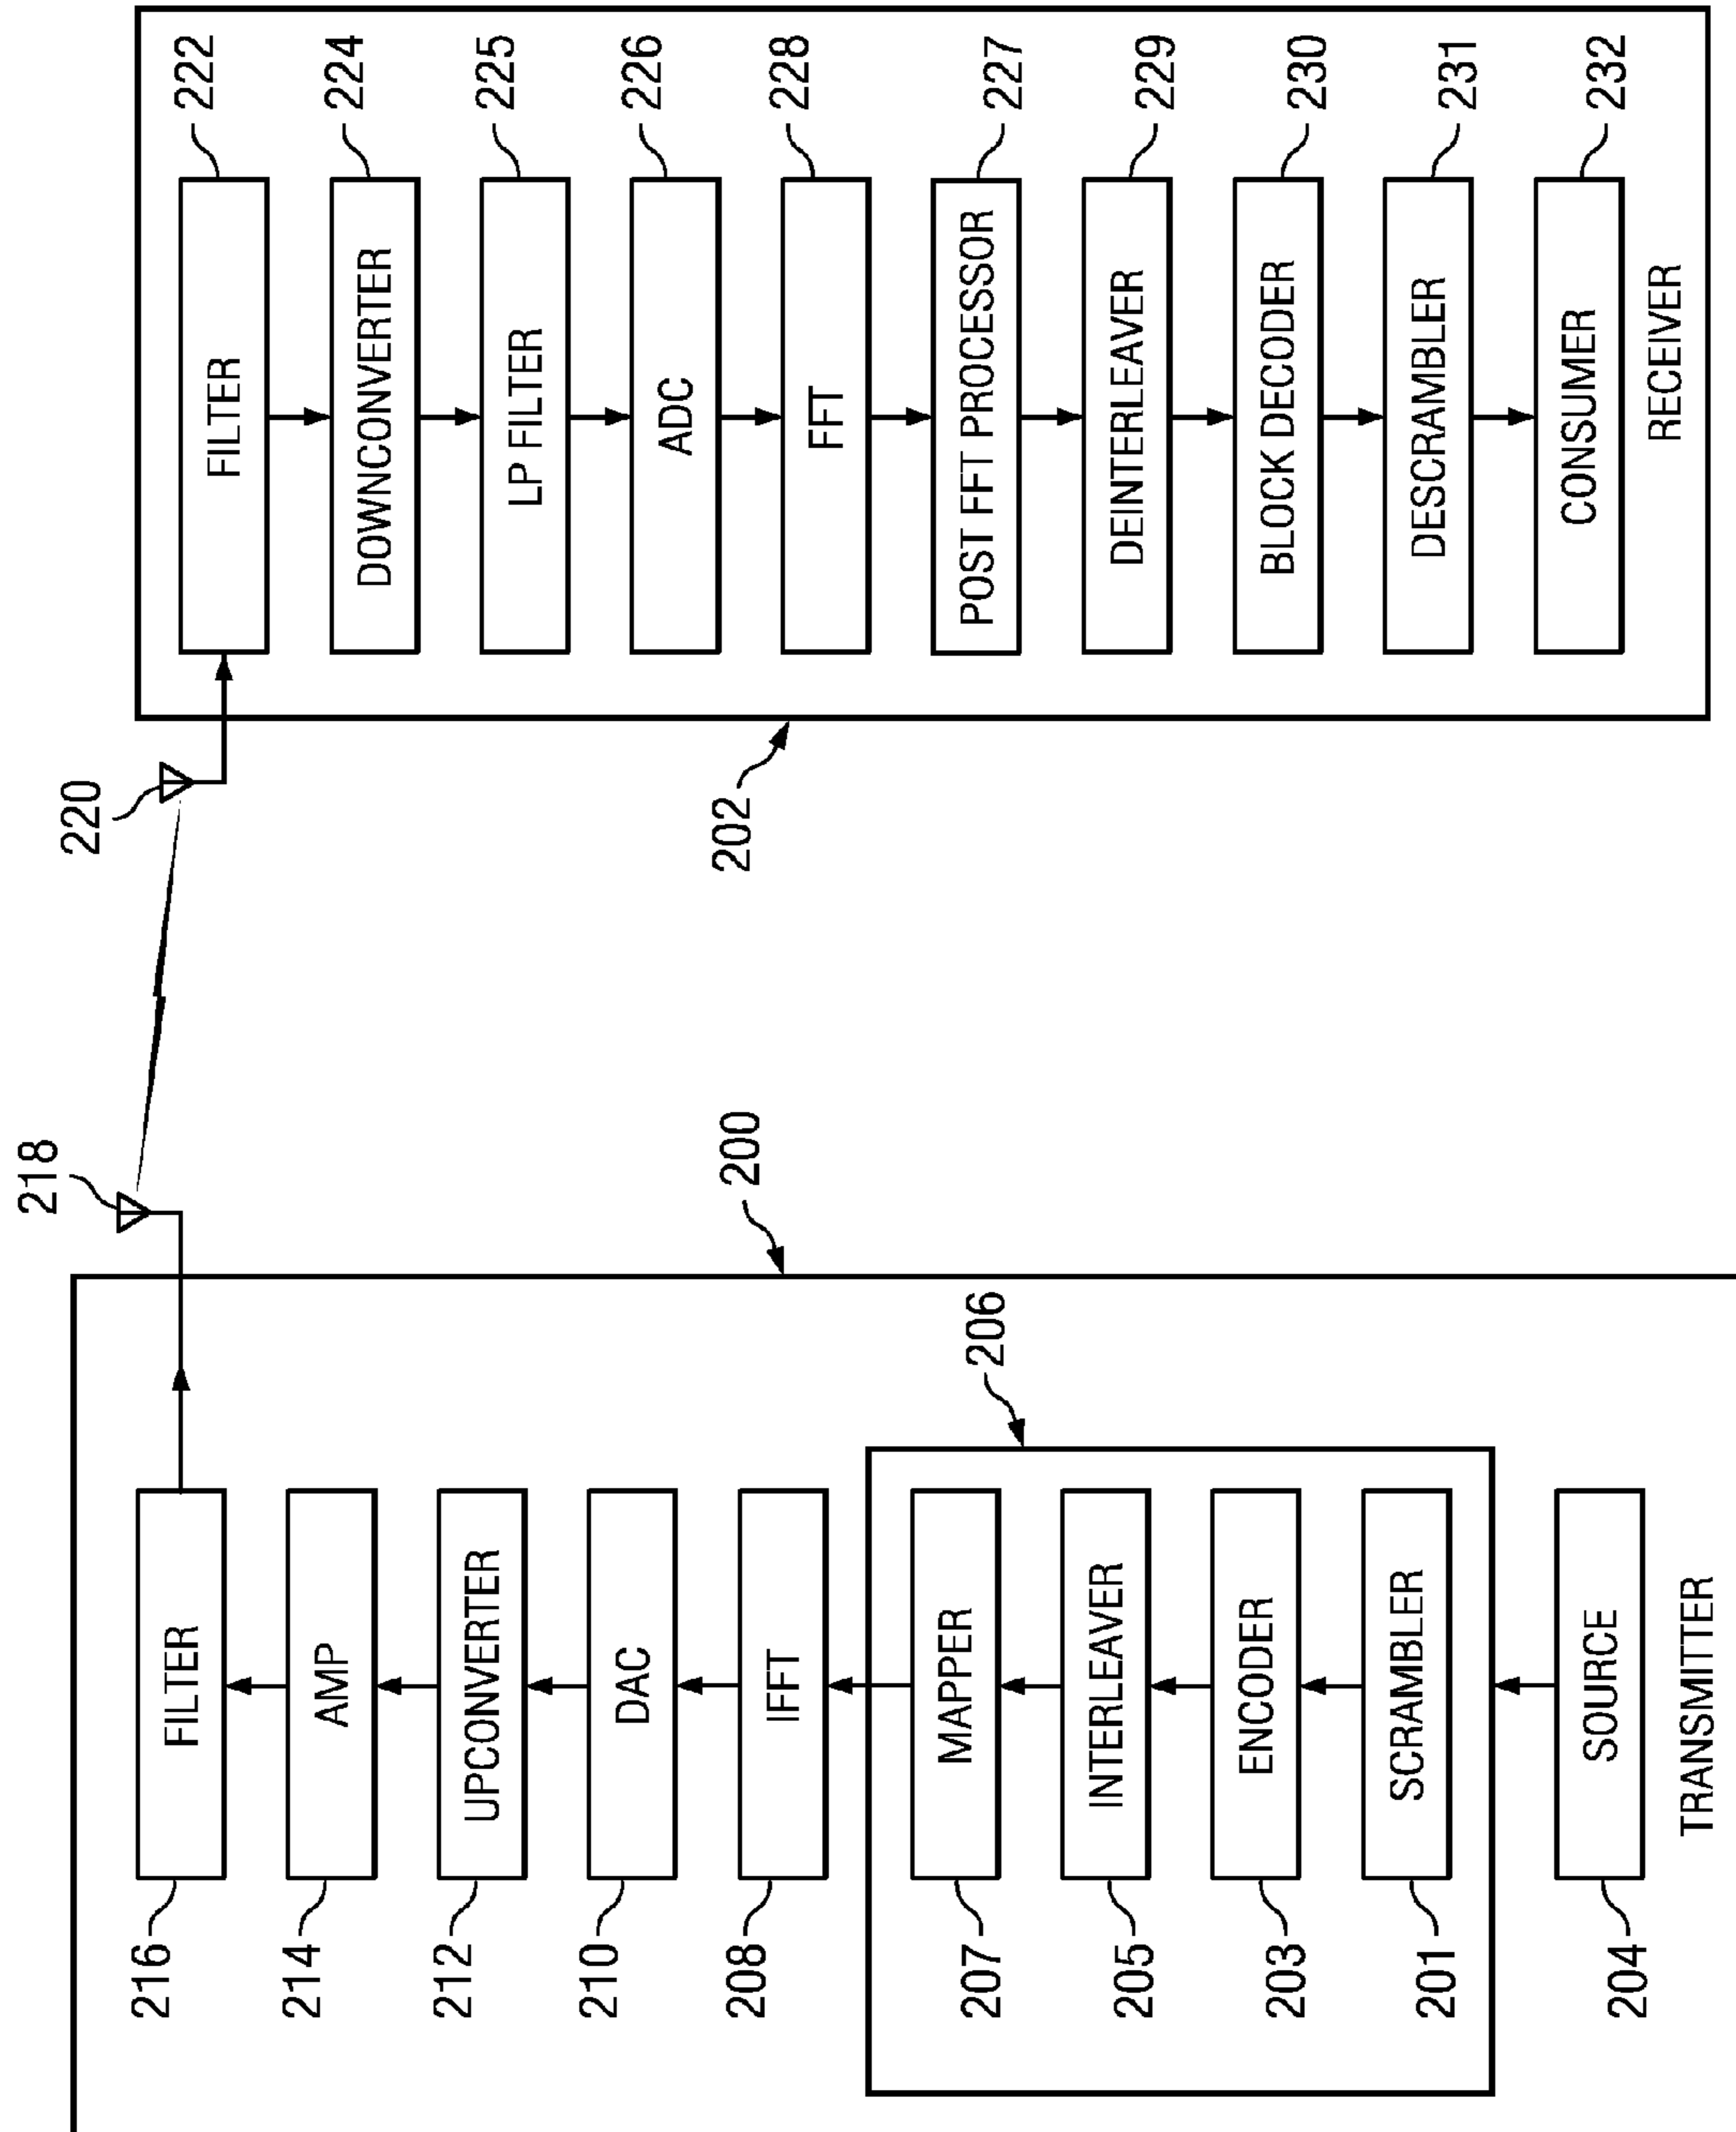 218
220
216
FILTER
214
AMP
212
UPCONVERTER
210
DAC
208
IFFT
206
207
MAPPER
205
INTERLEAVER
203
ENCODER
201
SCRAMBLER
204
SOURCE
TRANSMITTER
200
202
FILTER
222
DOWNCONVERTER
224
LP FILTER
225
ADC
226
FFT
228
POST FFT PROCESSOR
227
DEINTERLEAVER
229
BLOCK DECODER
230
DESCRAMBLER
231
CONSUMER
232
RECEIVER